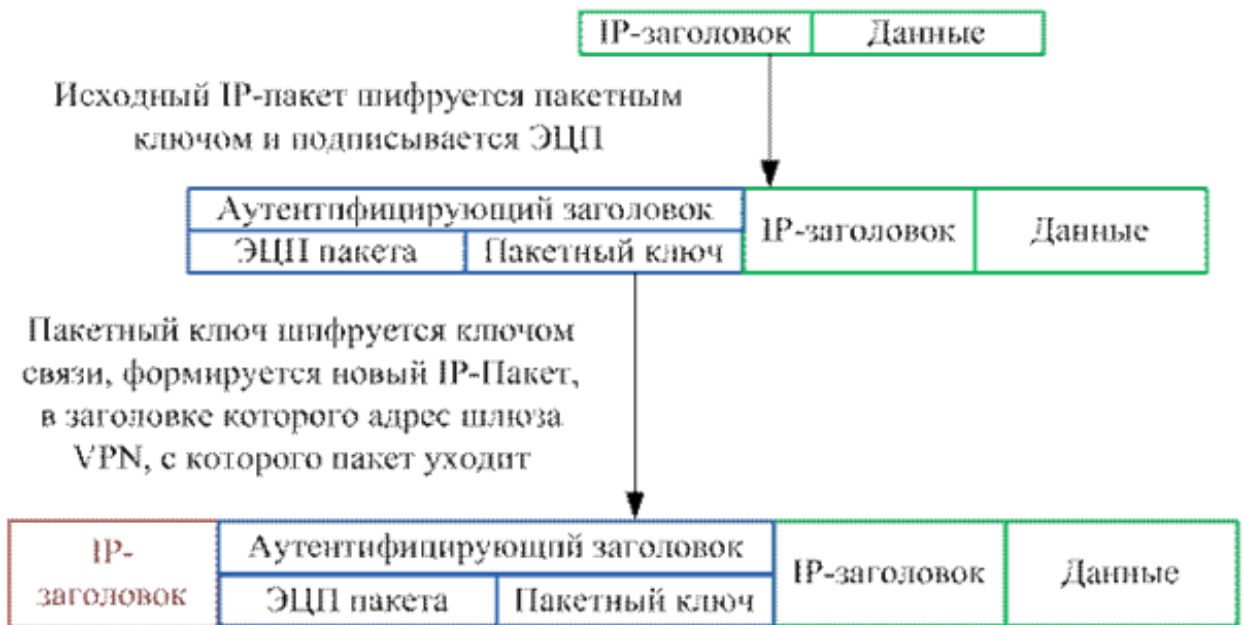 IP-заголовок Данные
Исходный IP-пакет шифруется пакетным
ключом и подписывается ЭЦП
Аутентифицирующий заголовок
ЭЦП пакета Пакетный ключ
IP-заголовок Данные
Пакетный ключ шифруется ключом
связи, формируется новый IP-Пакет,
в заголовке которого адрес шлюза
VPN, с которого пакет уходит
IP-
заголовок
Аутентифицирующий заголовок
ЭЦП пакета Пакетный ключ
IP-заголовок Данные